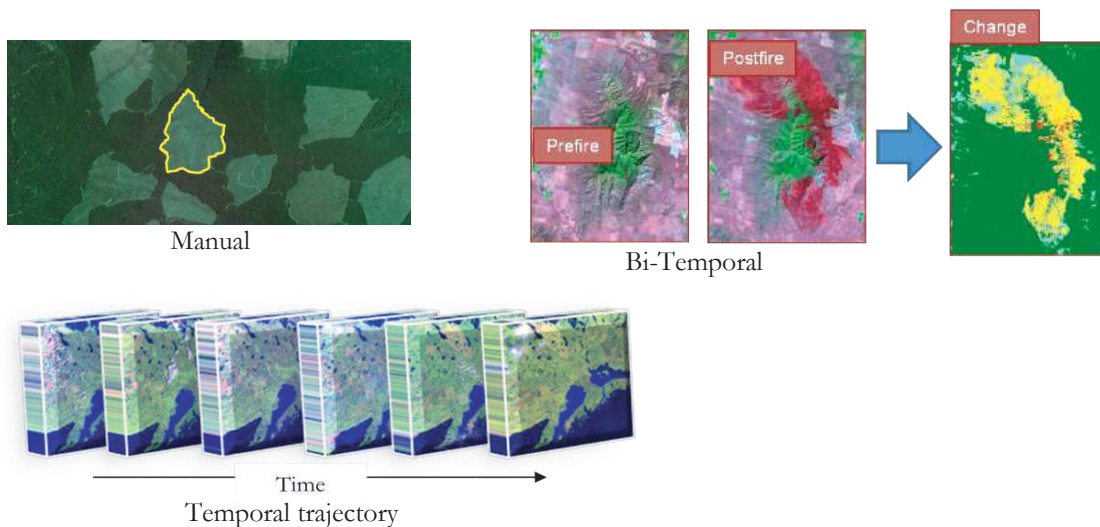 Change
Postfire
Prefire
Manual
Bi-Temporal
Time
Temporal trajectory